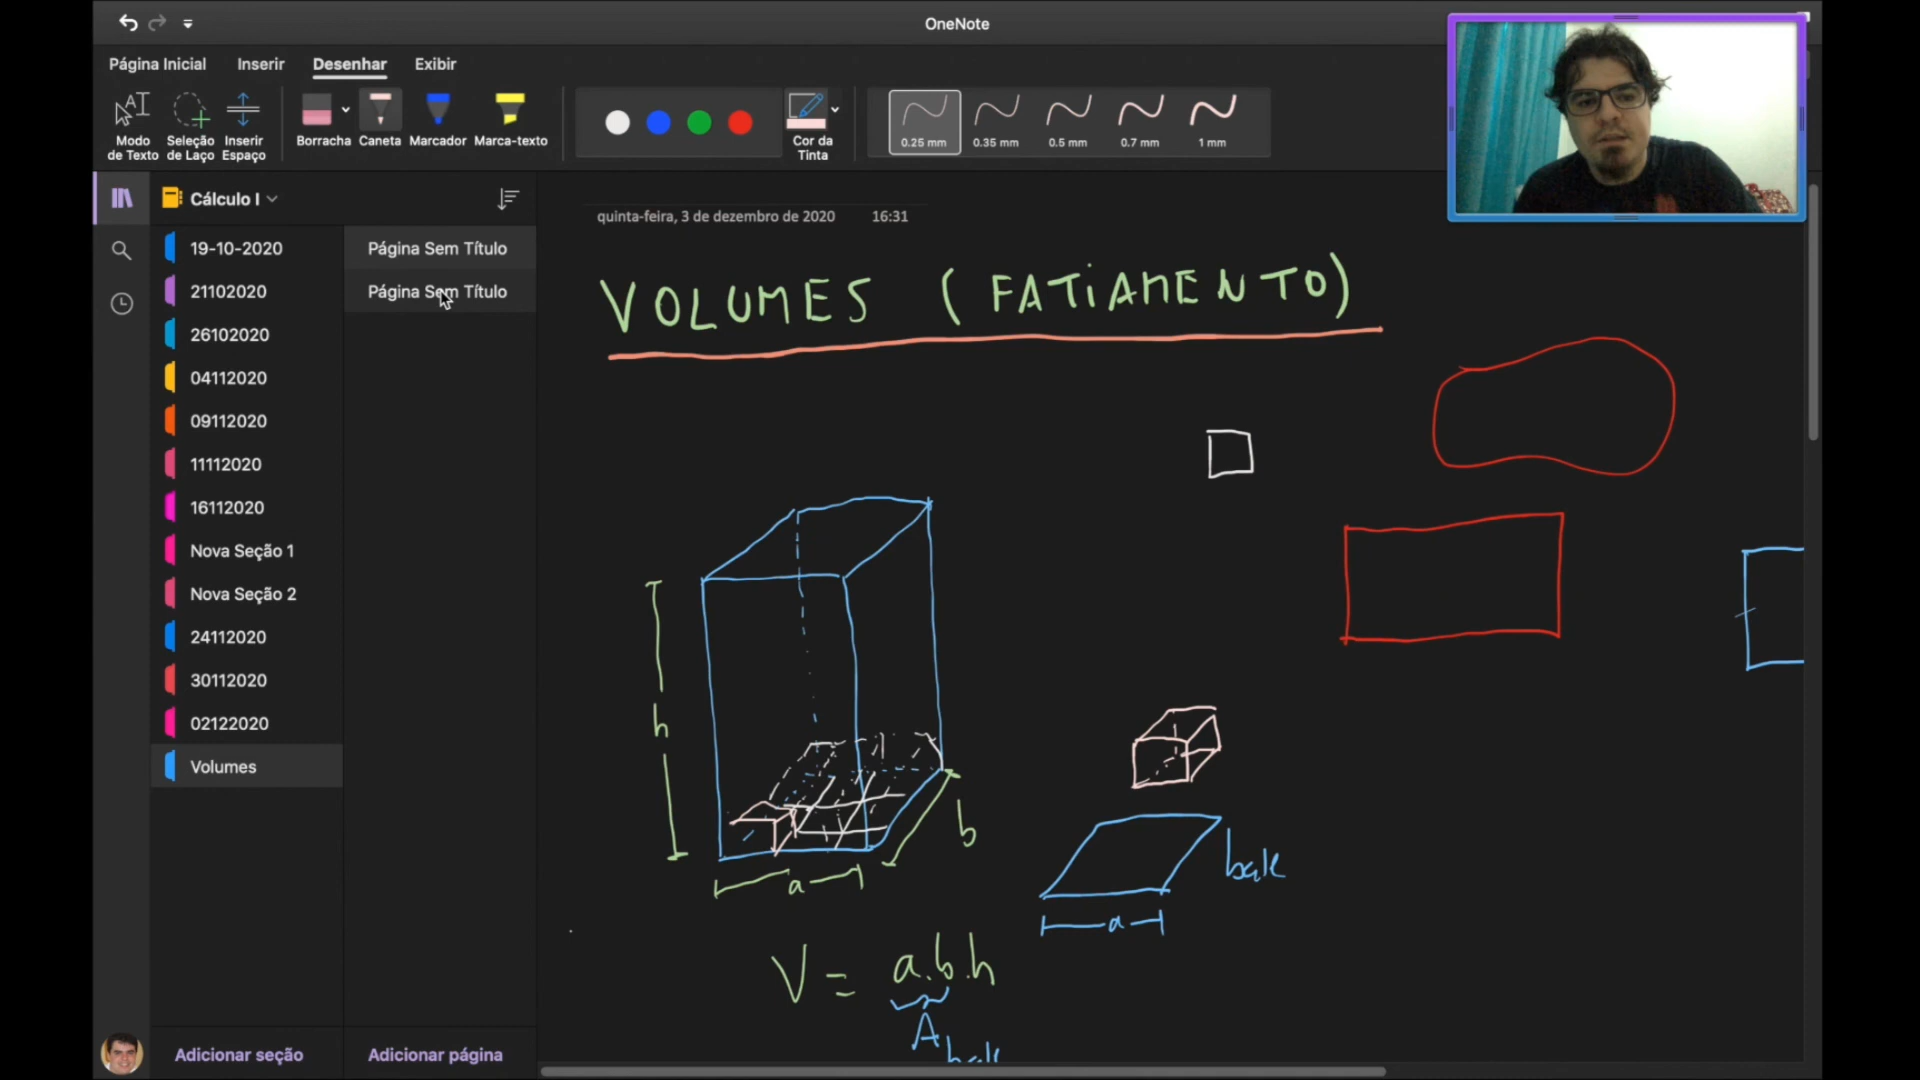 OneNote
Página Inicial
Inserir
Desenhar
Exibir
Modo de Texto
Seleção de Laço
Inserir Espaço
Borracha
Caneta
Marcador
Marca-texto
Cor da Tinta
0.25 mm
0.35 mm
0.5 mm
0.7 mm
1 mm
Cálculo I
19-10-2020
21102020
26102020
04112020
09112020
11112020
16112020
Nova Seção 1
Nova Seção 2
24112020
30112020
02122020
Volumes
Adicionar seção
Página Sem Título
Página Sem Título
Adicionar página
quinta-feira, 3 de dezembro de 2020 16:31
VOLUMES (FATIAMENTO)
h
b
a
base
a
V = a.b.h
A base